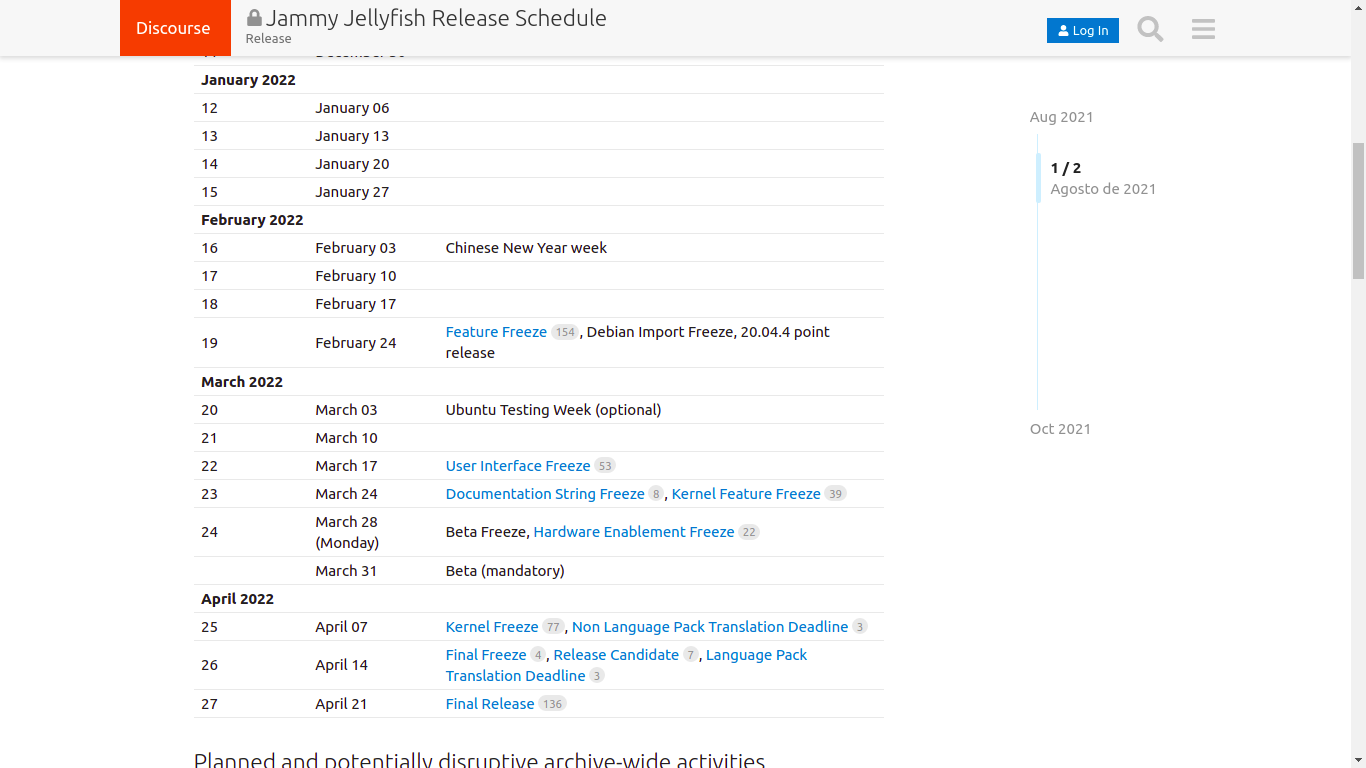 Discourse
Jammy Jellyfish Release Schedule
Release
Log In
January 2022
12 January 06
13 January 13
14 January 20
15 January 27
February 2022
16 February 03 Chinese New Year week
17 February 10
18 February 17
19 February 24 Feature Freeze 154, Debian Import Freeze, 20.04.4 point
release
March 2022
20 March 03 Ubuntu Testing Week (optional)
21 March 10
22 March 17 User Interface Freeze 53
23 March 24 Documentation String Freeze 8, Kernel Feature Freeze 39
24 March 28
(Monday) Beta Freeze, Hardware Enablement Freeze 22
March 31 Beta (mandatory)
April 2022
25 April 07 Kernel Freeze 77, Non Language Pack Translation Deadline 3
26 April 14 Final Freeze 4, Release Candidate 7, Language Pack
Translation Deadline 3
27 April 21 Final Release 136
Planned and potentially disruptive archive-wide activities
Aug 2021
1 / 2
Agosto de 2021
Oct 2021